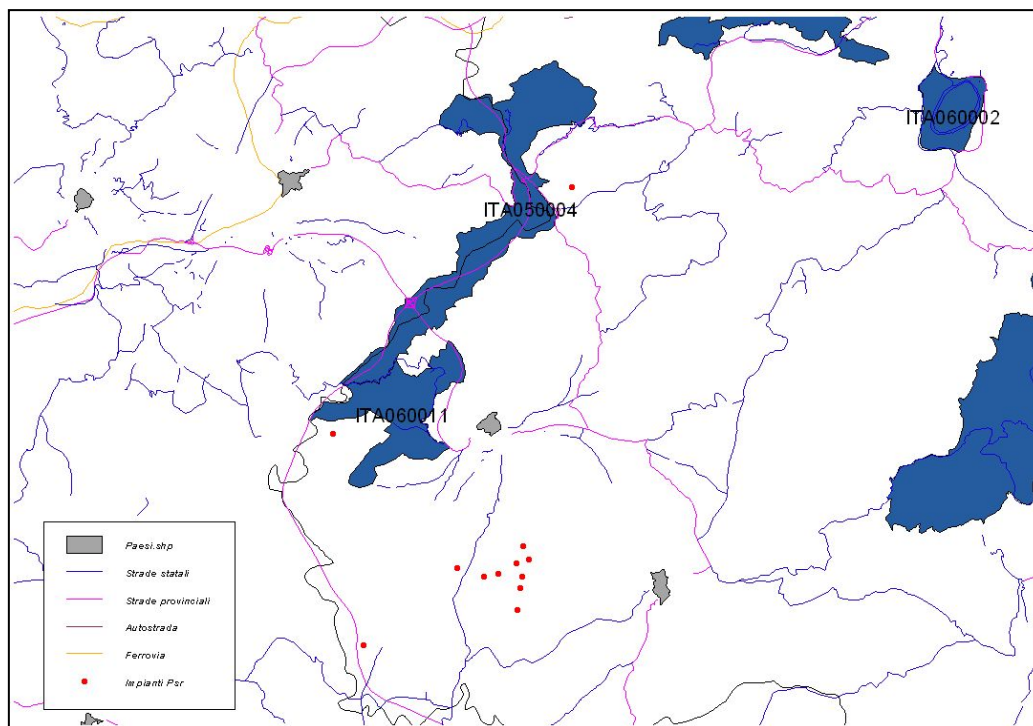 ITA060002
ITA050004
ITA060011
Paesi.shp
Strade statali
Strade provinciali
Autostrada
Ferrovia
Impianti Psr